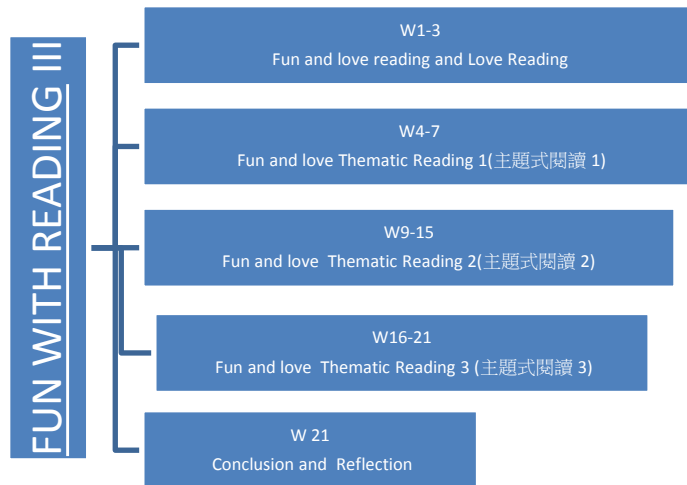 FUN WITH READING III
W1-3
Fun and love reading and Love Reading
W4-7
Fun and love Thematic Reading 1(主題式閱讀 1)
W9-15
Fun and love Thematic Reading 2(主題式閱讀 2)
W16-21
Fun and love Thematic Reading 3 (主題式閱讀 3)
W 21
Conclusion and Reflection